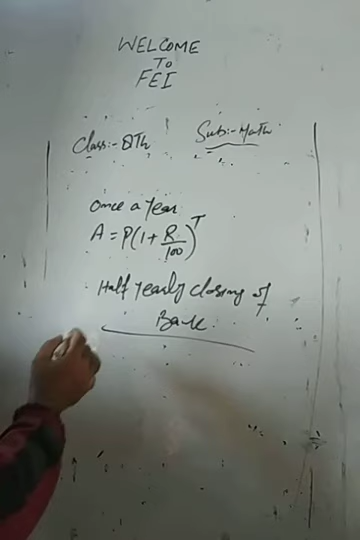 WELCOME
TO
FEI
Class:- 8Th
Sub:- Math
Once a year
A = P(1 + R/100)^T
Half yearly closing of
Bank.